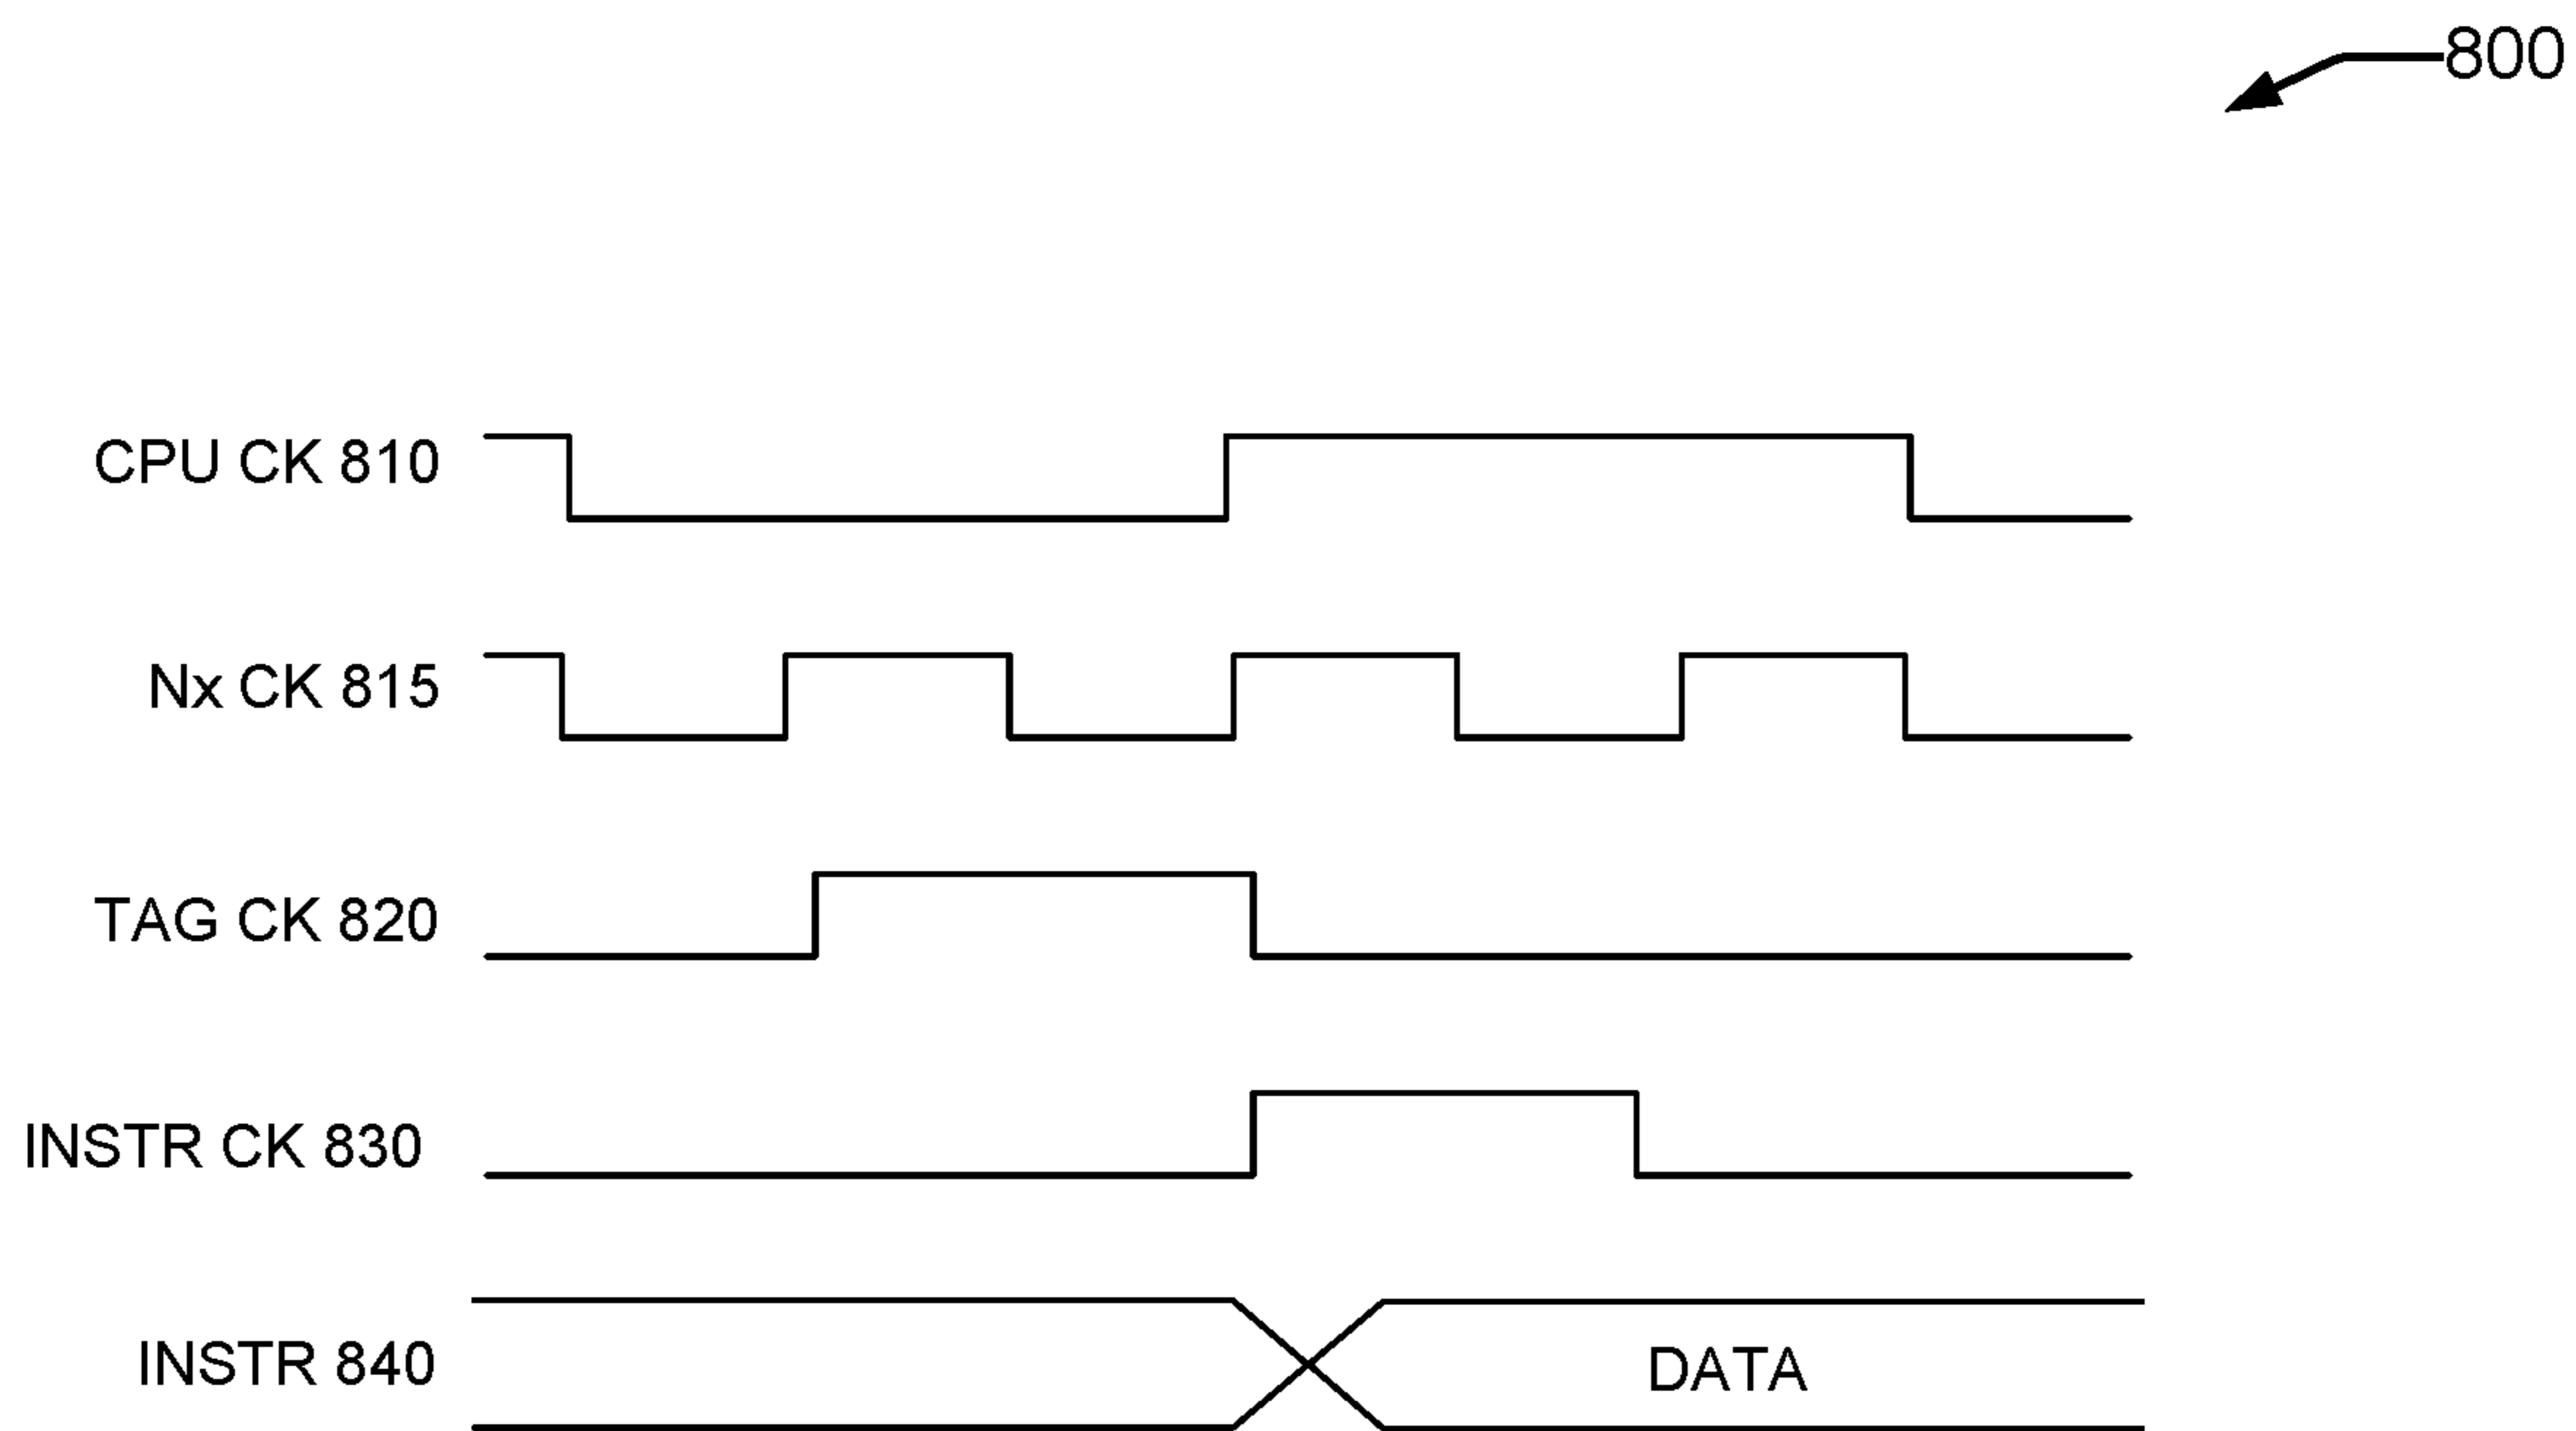 800
CPU CK 810
Nx CK 815
TAG CK 820
INSTR CK 830
INSTR 840
DATA